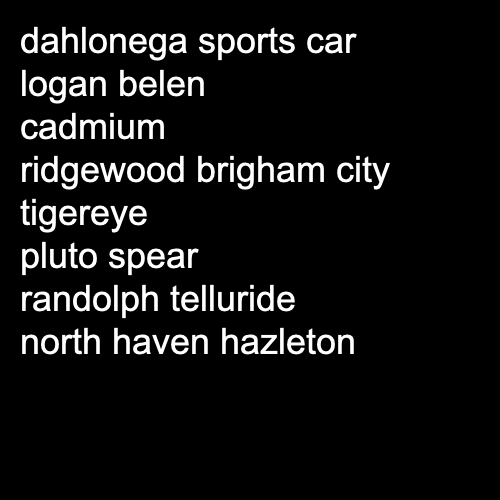 dahlonega sports car
logan belen
cadmium
ridgewood brigham city
tigereye
pluto spear
randolph telluride
north haven hazleton